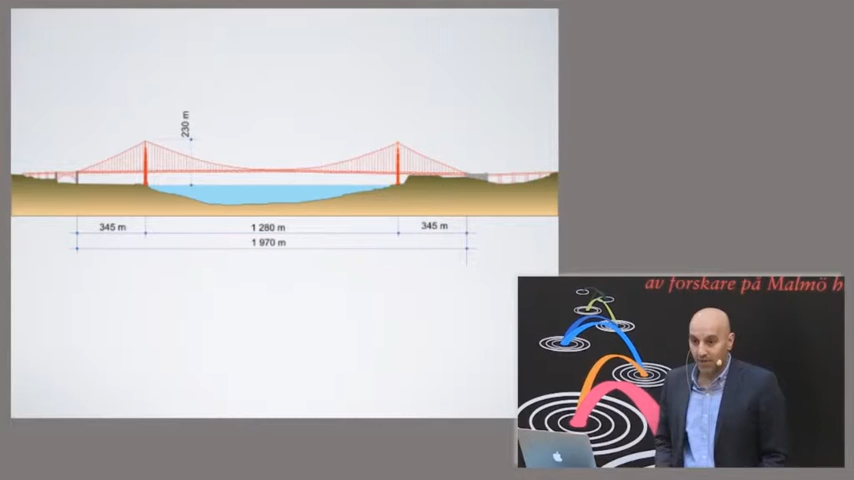 230 m
345 m
1 280 m
345 m
1 970 m
av forskare på Malmö h